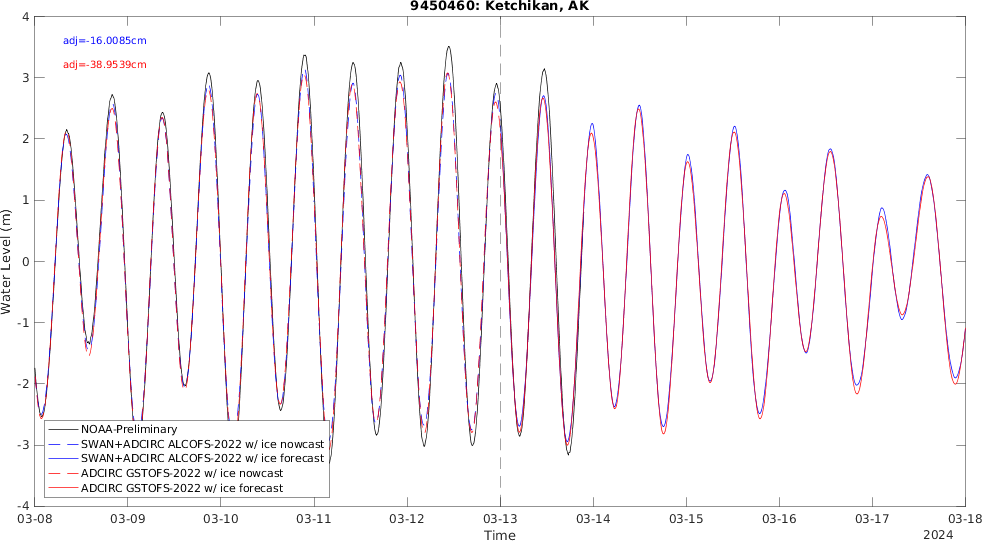 9450460: Ketchikan, AK
adj=-16.0085cm
adj=-38.9539cm
4
3
2
1
0
-1
-2
-3
-4
Water Level (m)
NOAA-Preliminary
SWAN+ADCIRC ALCOFS-2022 w/ ice nowcast
SWAN+ADCIRC ALCOFS-2022 w/ ice forecast
ADCIRC GSTOFS-2022 w/ ice nowcast
ADCIRC GSTOFS-2022 w/ ice forecast
03-08 03-09 03-10 03-11 03-12 03-13 03-14 03-15 03-16 03-17 03-18
Time
2024